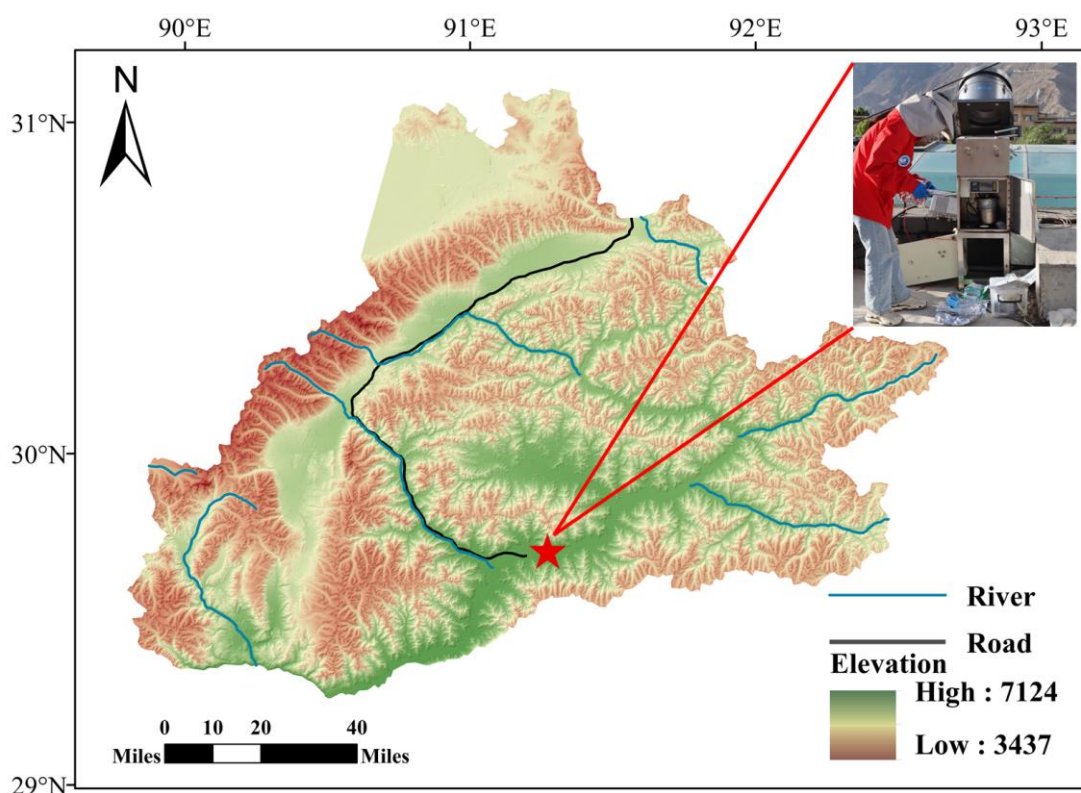 90°E 91°E 92°E 93°E
N
31°N
30°N
29°N
River
Road
Elevation
High : 7124
Low : 3437
0 10 20 40
Miles Miles